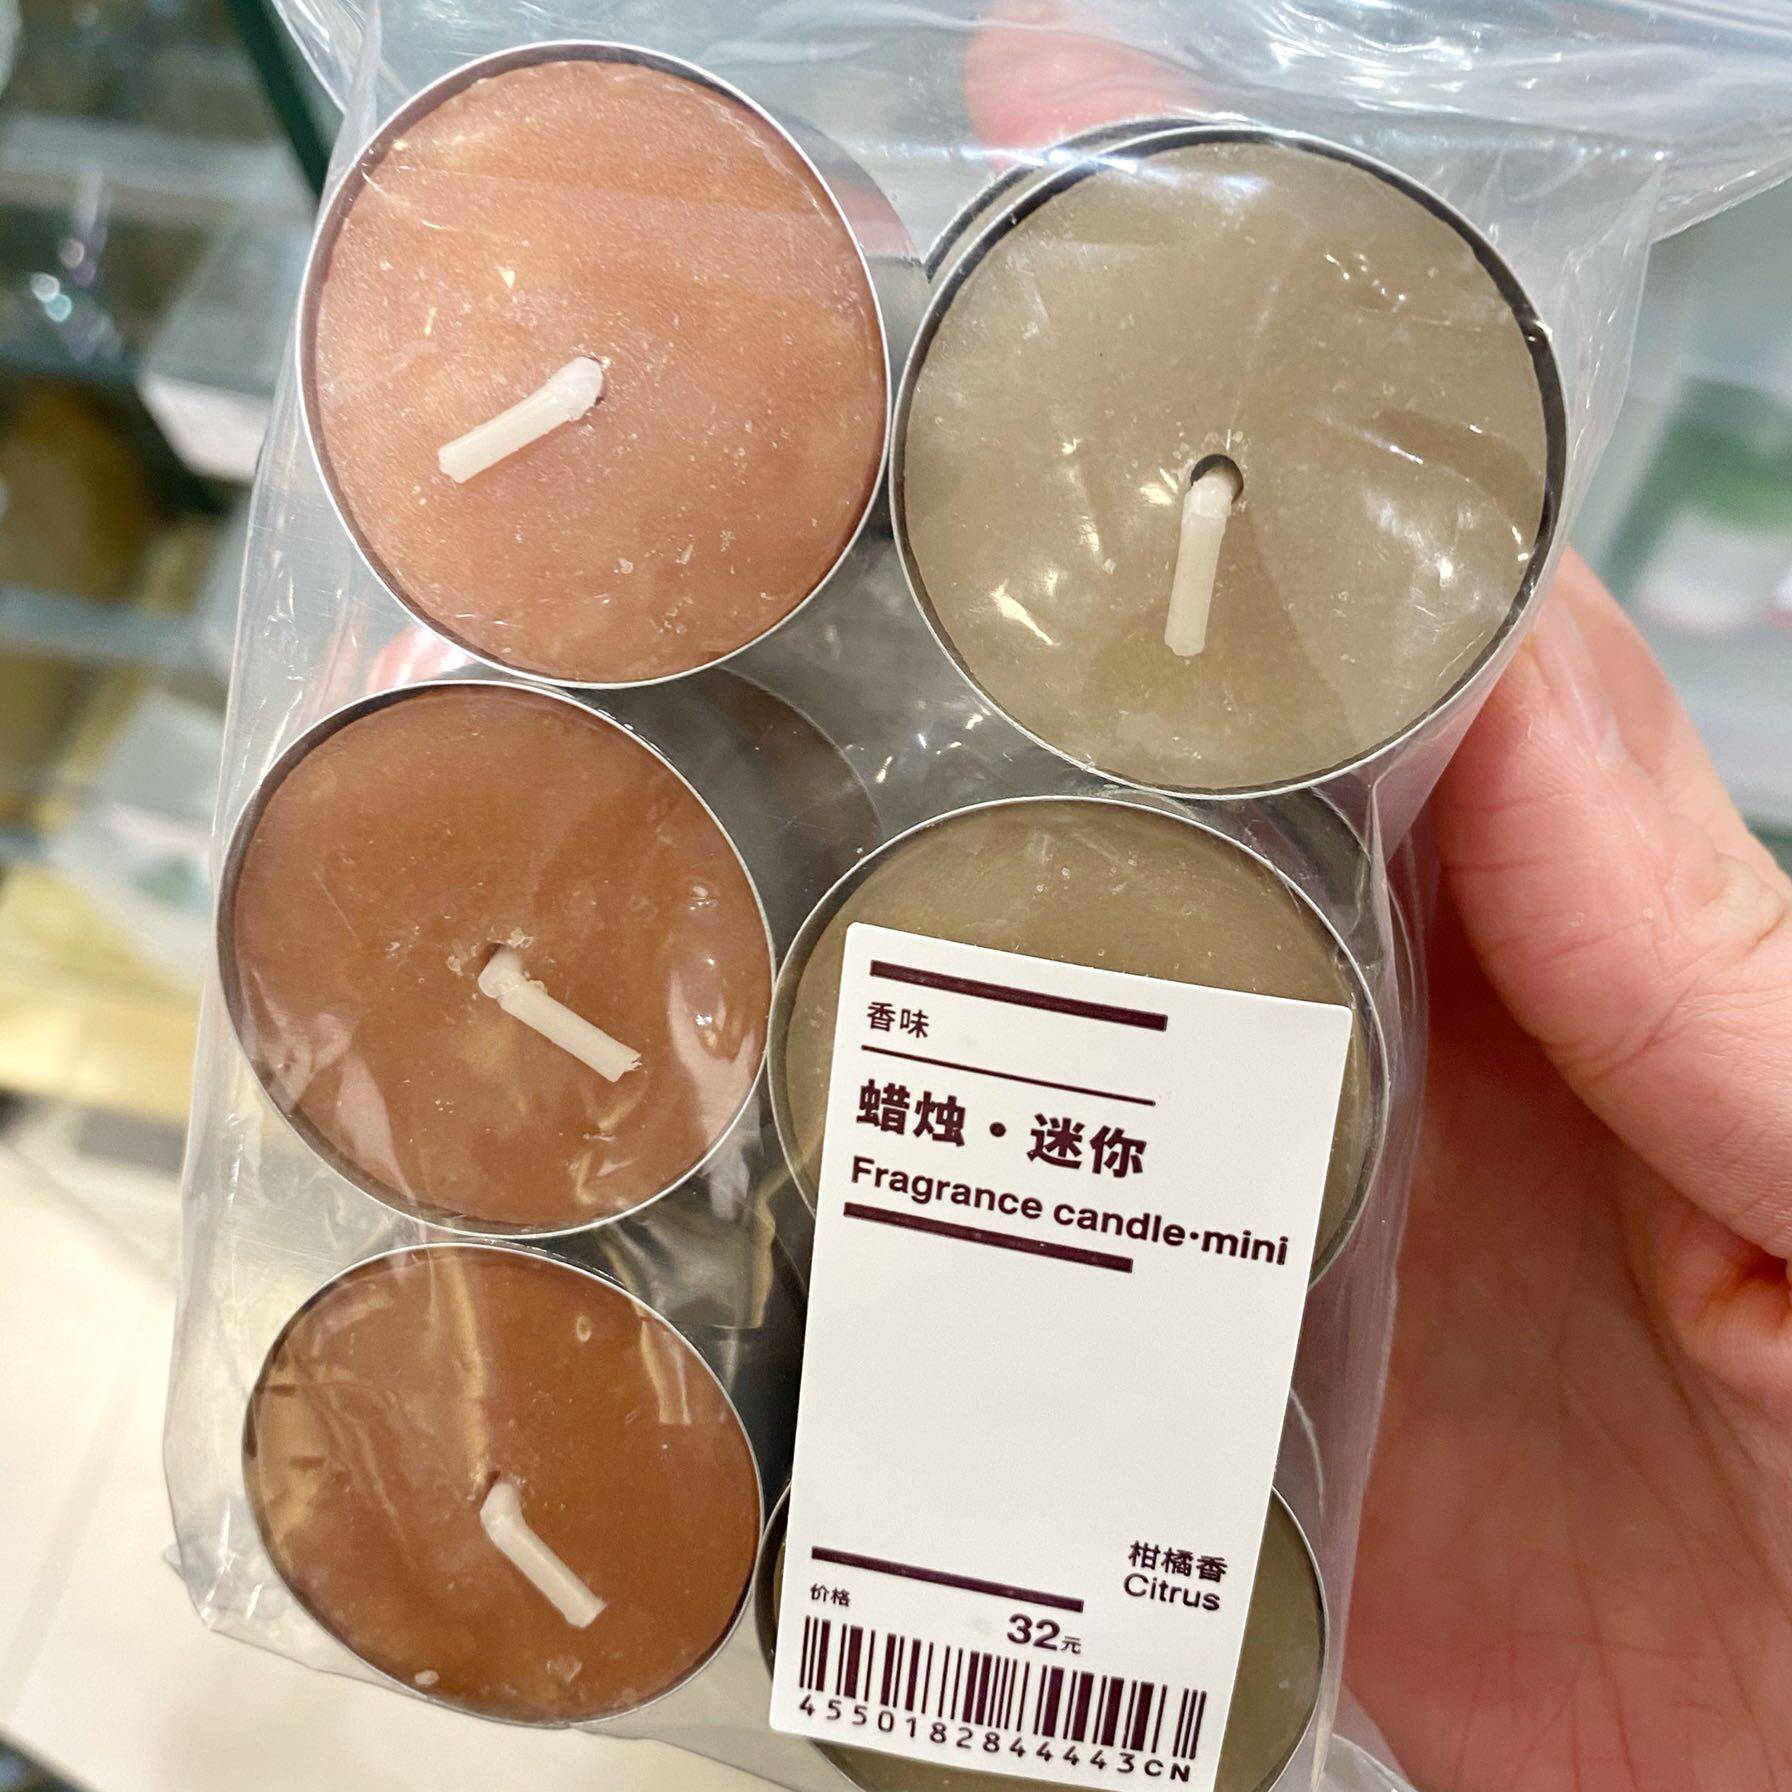 香味
蜡烛·迷你
Fragrance candle·mini
柑橘香
Citrus
价格
32元
4550182844443CN